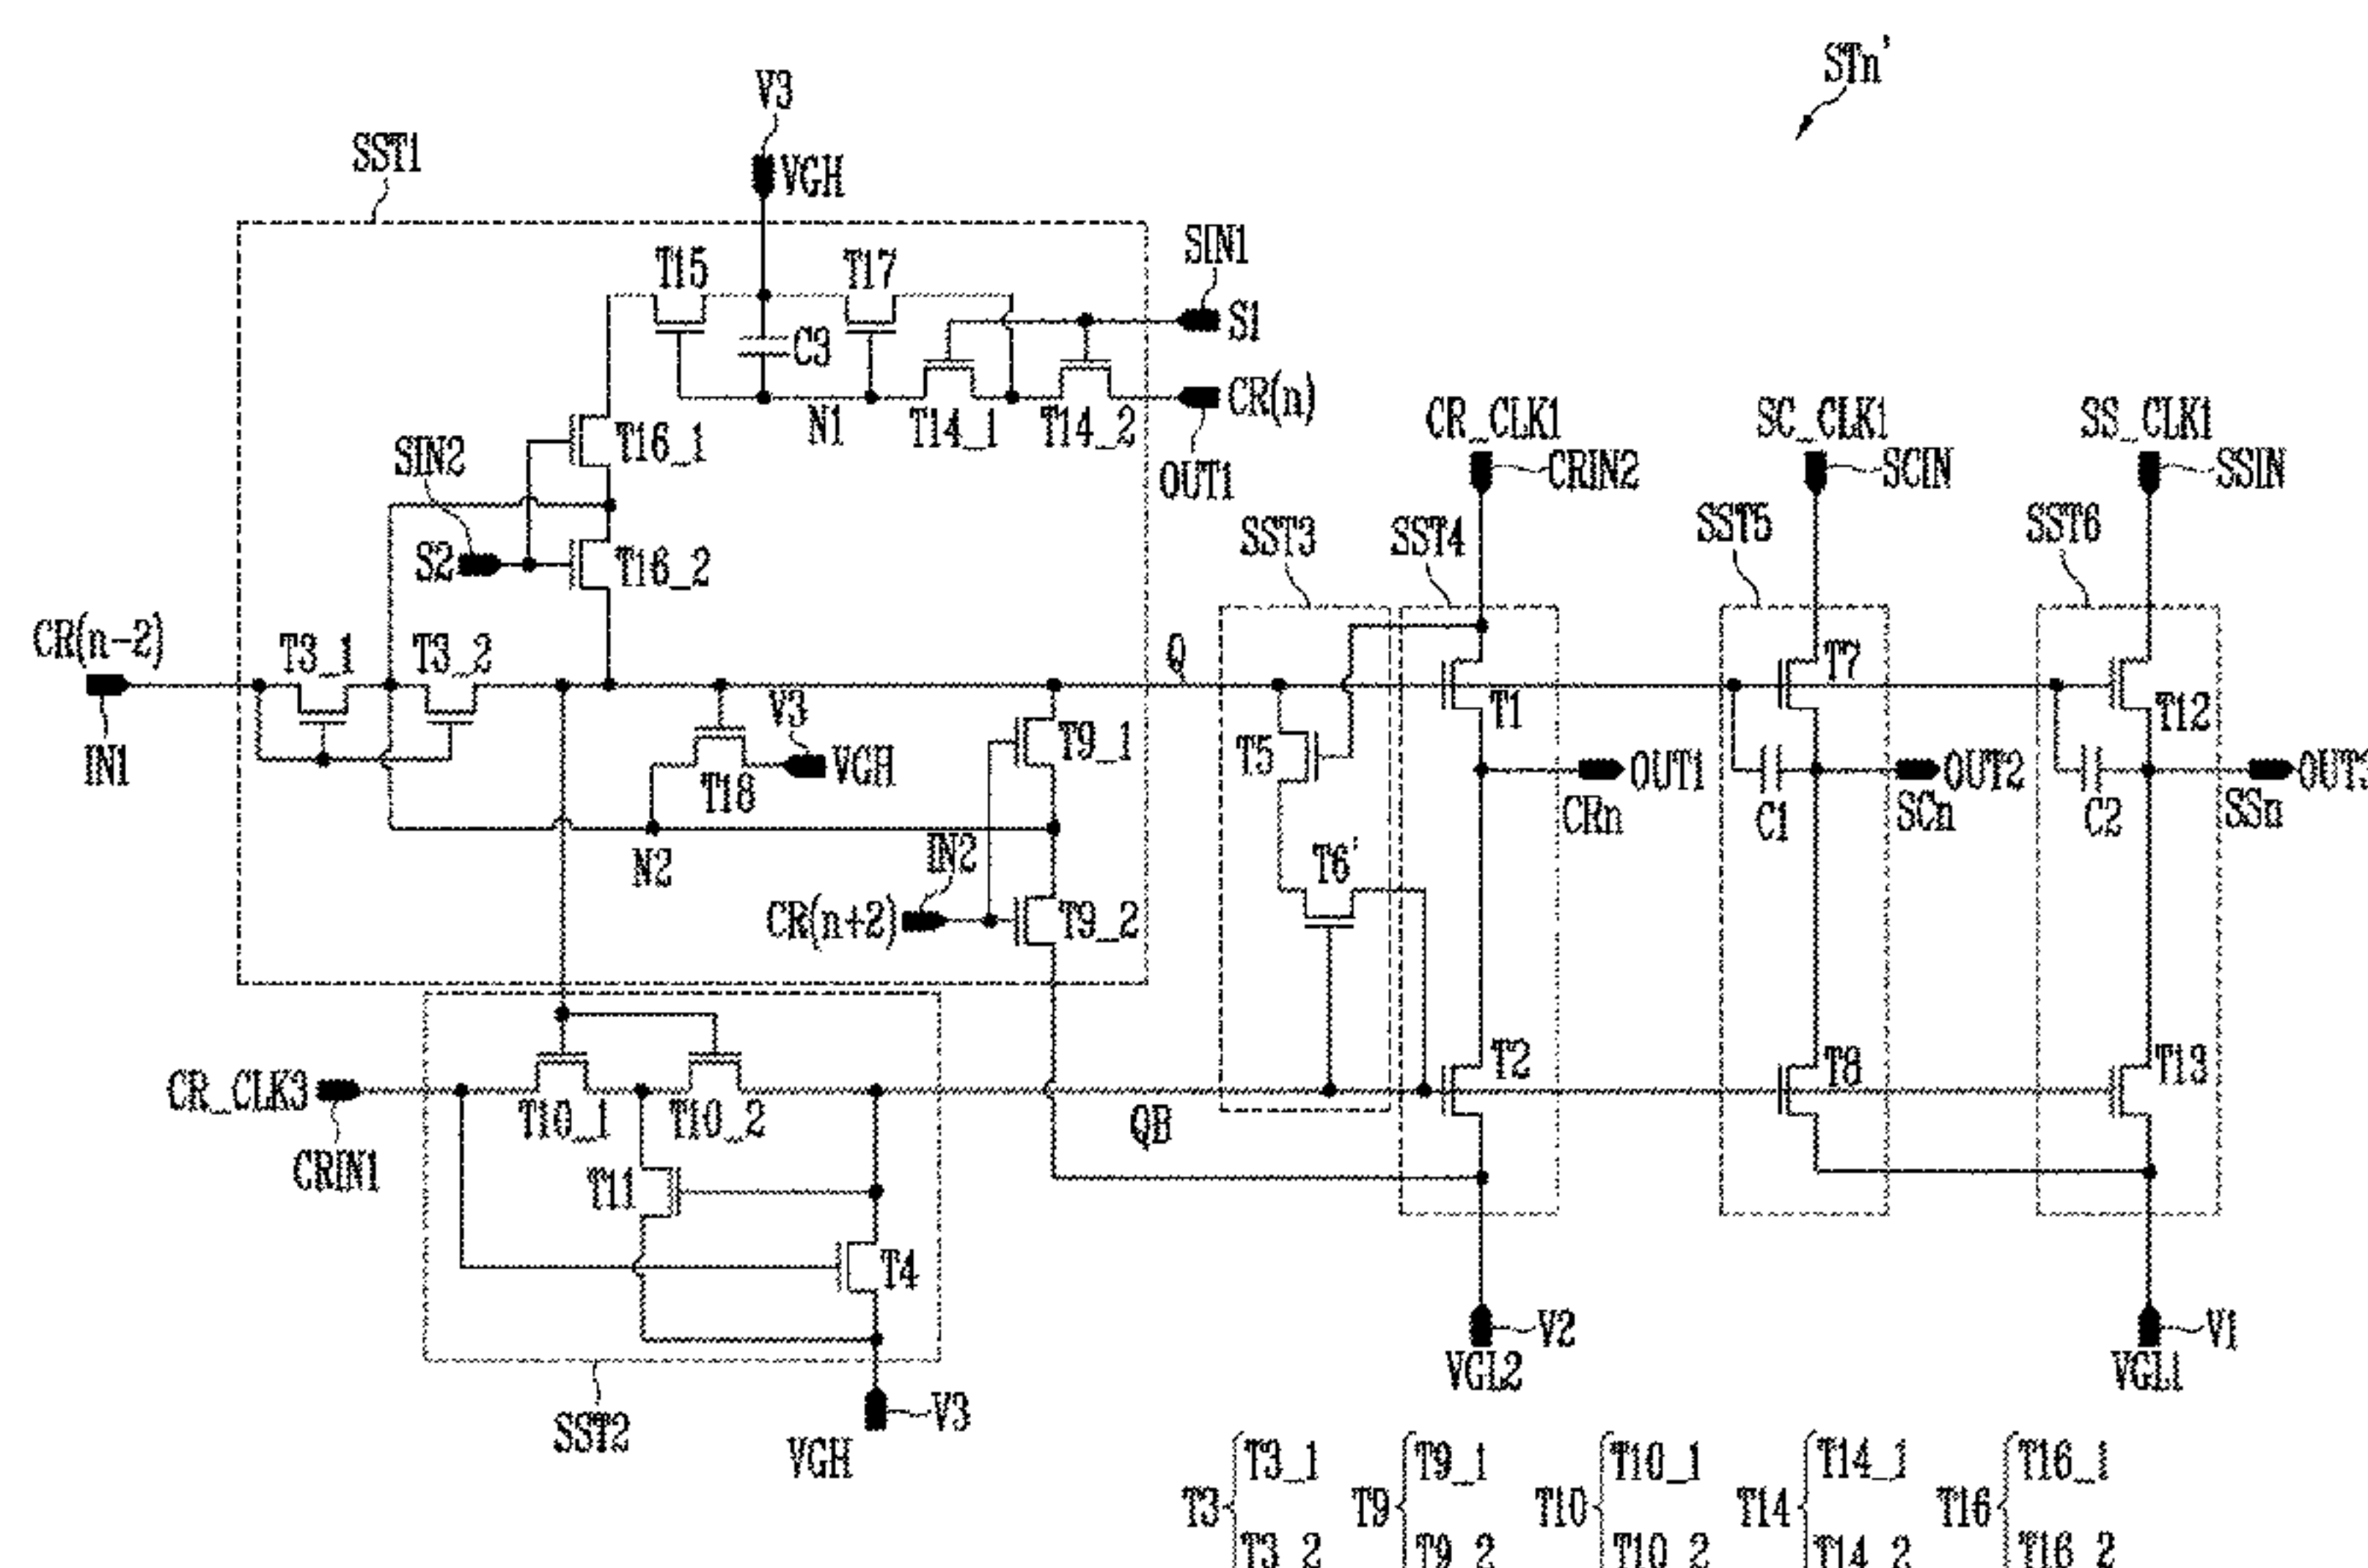 STn'
V3
SST1
VGH
SIN1
T15
T17
S1
C3
CR(n)
N1
T14_1
T14_2
OUT1
T16_1
SIN2
S2
T16_2
CR_CLK1
SC_CLK1
SS_CLK1
CRIN2
SCIN
SSIN
SST3
SST4
SST5
SST6
CR(n-2)
T3_1
T3_2
Q
T7
IN1
V3
T9_1
T5
T1
T12
T18
VGH
OUT1
OUT2
OUT3
CRn
C1
SCn
C2
SSn
N2
IN2
T6'
CR(n+2)
T9_2
CR_CLK3
T10_1
T10_2
QB
T2
T8
T13
CRIN1
T11
T4
V2
V1
VGL2
VGL1
SST2
V3
VGH
T3 T3_1 T9 T9_1 T10 T10_1 T14 T14_1 T16 T16_1
T3_2 T9_2 T10_2 T14_2 T16_2